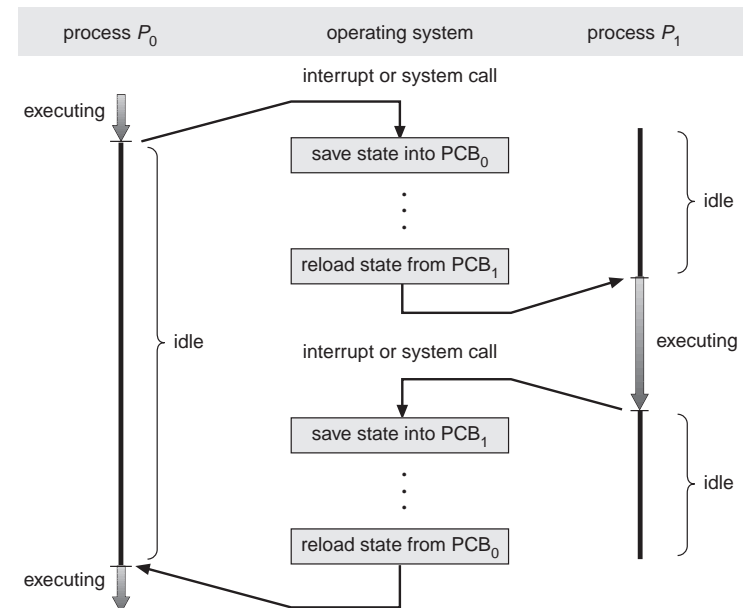 process P0 operating system process P1
interrupt or system call
executing
save state into PCB0
idle
.
.
.
reload state from PCB1
idle
executing
interrupt or system call
save state into PCB1
idle
.
.
.
reload state from PCB0
executing